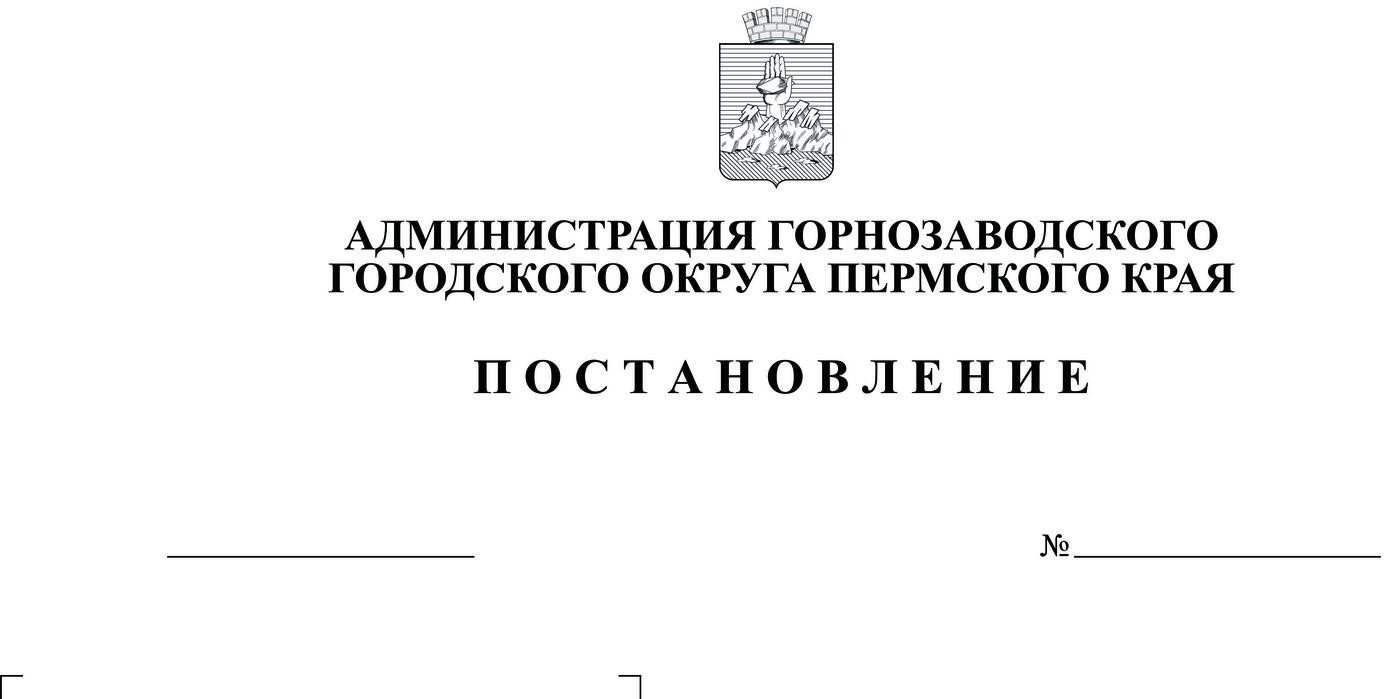 АДМИНИСТРАЦИЯ ГОРНОЗАВОДСКОГО
ГОРОДСКОГО ОКРУГА ПЕРМСКОГО КРАЯ
П О С Т А Н О В Л Е Н И Е
№